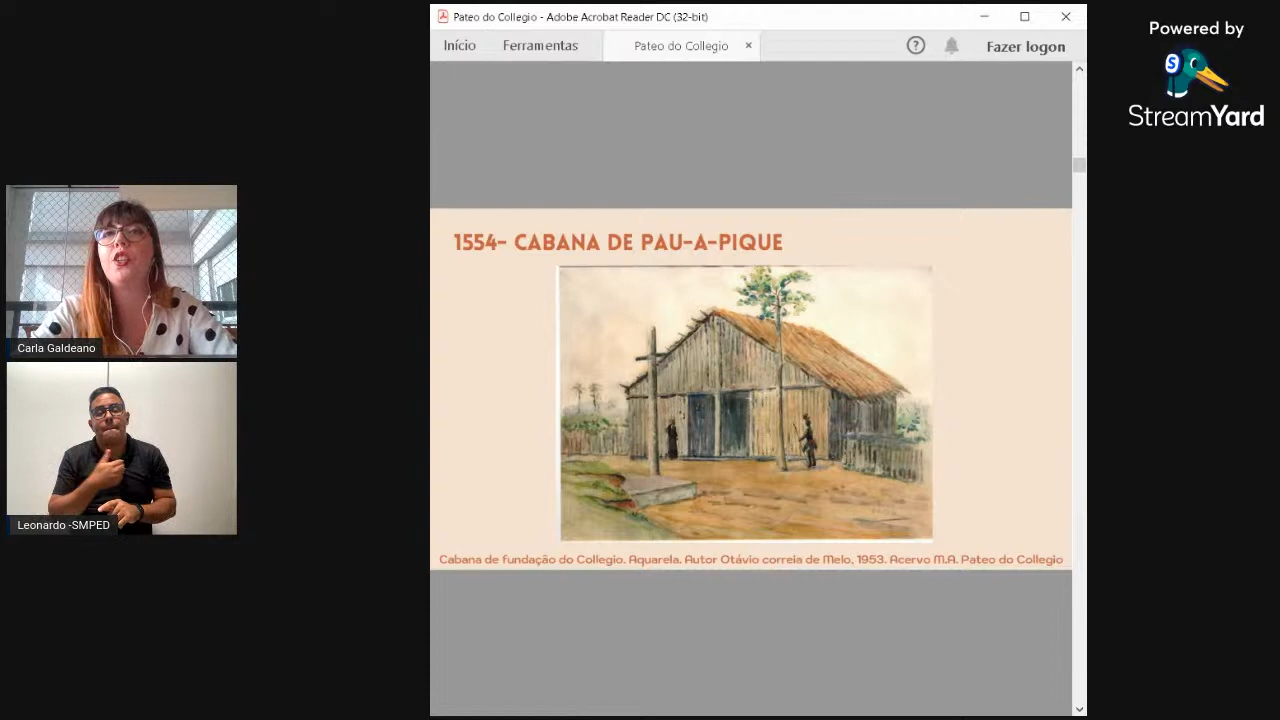 Pateo do Collegio - Adobe Acrobat Reader DC (32-bit)
Início Ferramentas Pateo do Collegio × ? Fazer logon
Powered by
S
StreamYard
1554- CABANA DE PAU-A-PIQUE
Carla Galdeano
Leonardo -SMPED
Cabana de fundação do Collegio. Aquarela. Autor Otávio correia de Melo, 1953. Acervo M.A. Pateo do Collegio